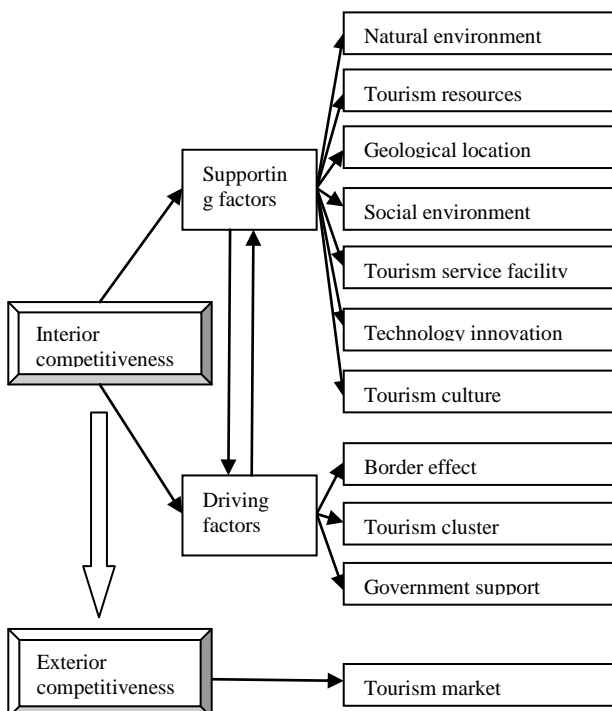 Natural environment
Tourism resources
Geological location
Supportin
g factors
Social environment
Tourism service facility
Technology innovation
Interior
competitiveness
Tourism culture
Border effect
Driving
factors
Tourism cluster
Government support
Exterior
competitiveness
Tourism market